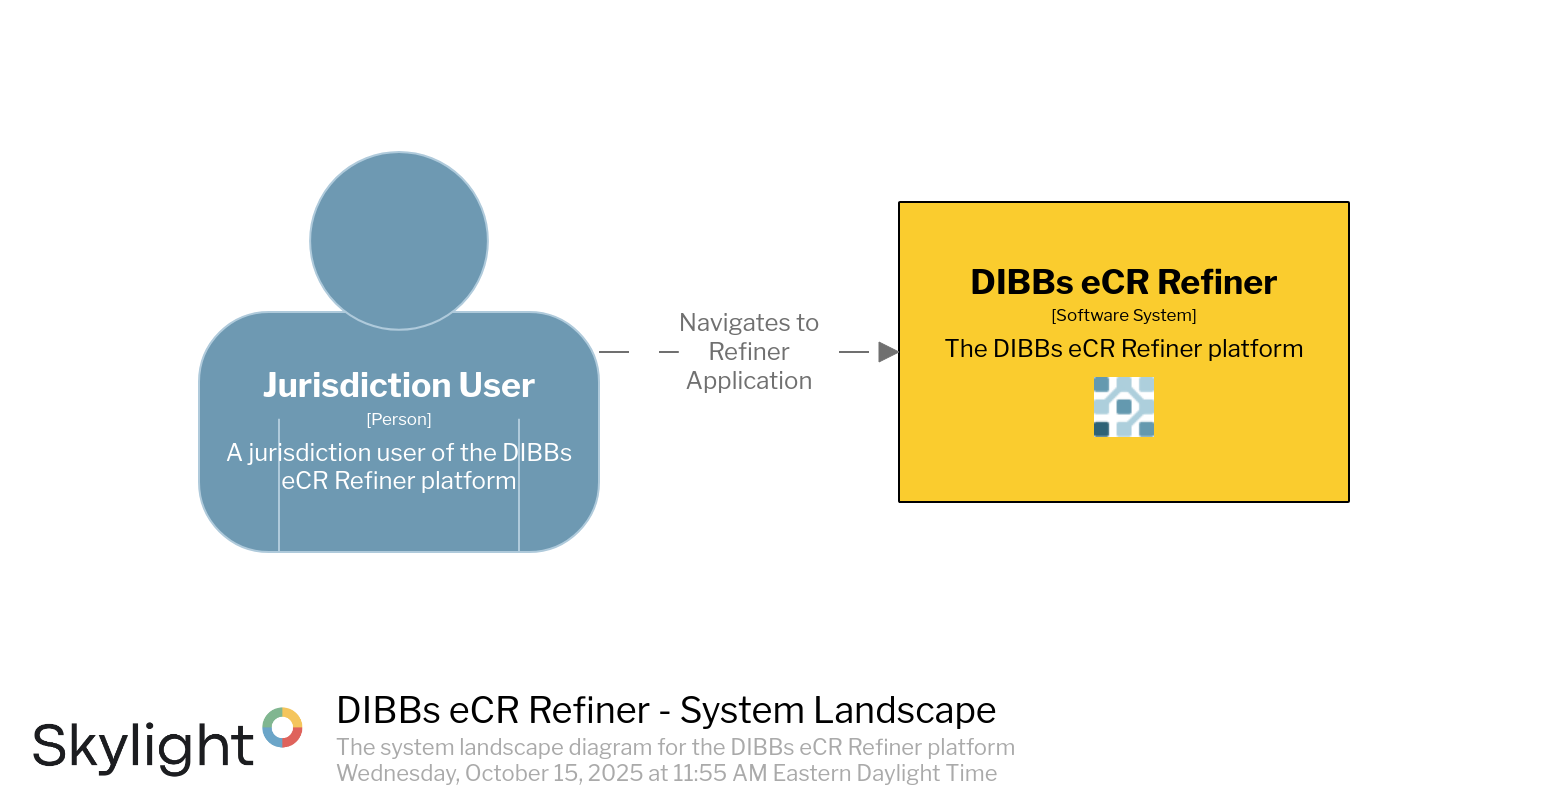 Jurisdiction User
[Person]
A jurisdiction user of the DIBBs
eCR Refiner platform
Navigates to
Refiner
Application
DIBBs eCR Refiner
[Software System]
The DIBBs eCR Refiner platform
Skylight
DIBBs eCR Refiner - System Landscape
The system landscape diagram for the DIBBs eCR Refiner platform
Wednesday, October 15, 2025 at 11:55 AM Eastern Daylight Time